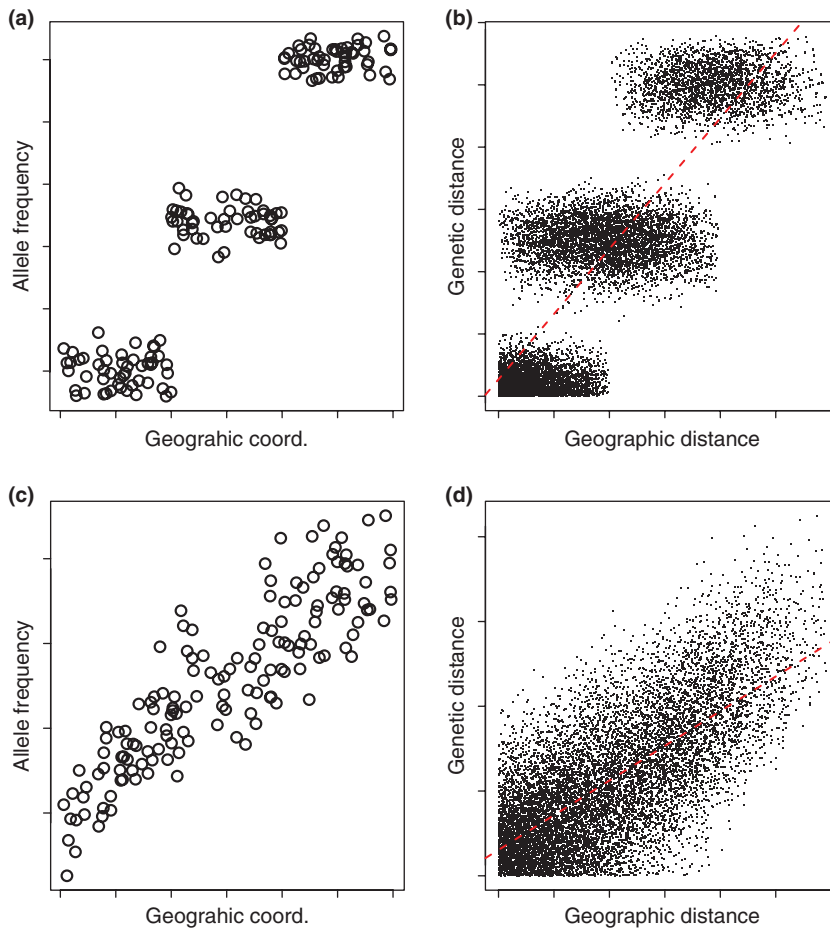 (a)
Allele frequency
Geograhic coord.
(b)
Genetic distance
Geographic distance
(c)
Allele frequency
Geograhic coord.
(d)
Genetic distance
Geographic distance